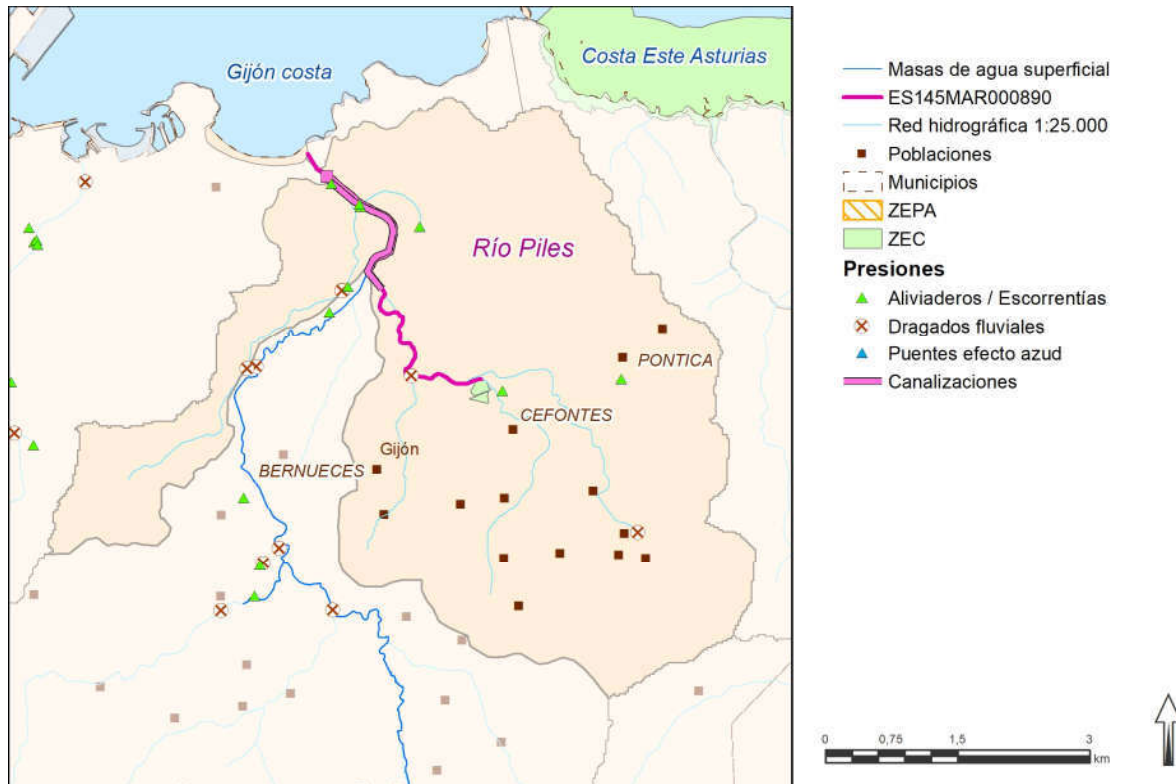 Gijón costa
Costa Este Asturias
Río Piles
PONTICA
CEFONTES
Gijón
BERNUECES
Masas de agua superficial
ES145MAR000890
Red hidrográfica 1:25.000
Poblaciones
Municipios
ZEPA
ZEC
Presiones
Aliviaderos / Escorrentías
Dragados fluviales
Puentes efecto azud
Canalizaciones
0 0,75 1,5 3
km